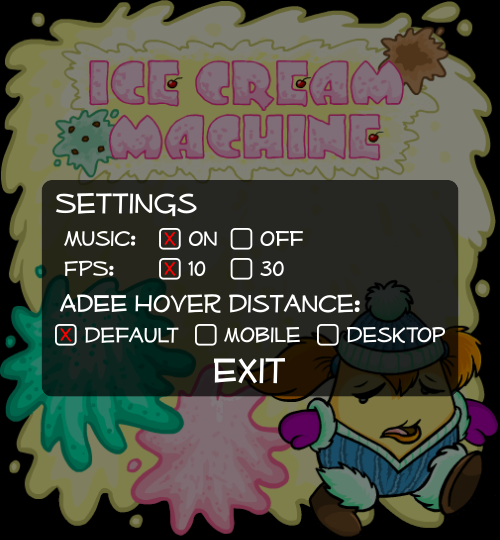 ICE CREAM
MACHINE
SETTINGS
MUSIC: X ON OFF
FPS: X 10 30
ADEE HOVER DISTANCE:
X DEFAULT MOBILE DESKTOP
EXIT